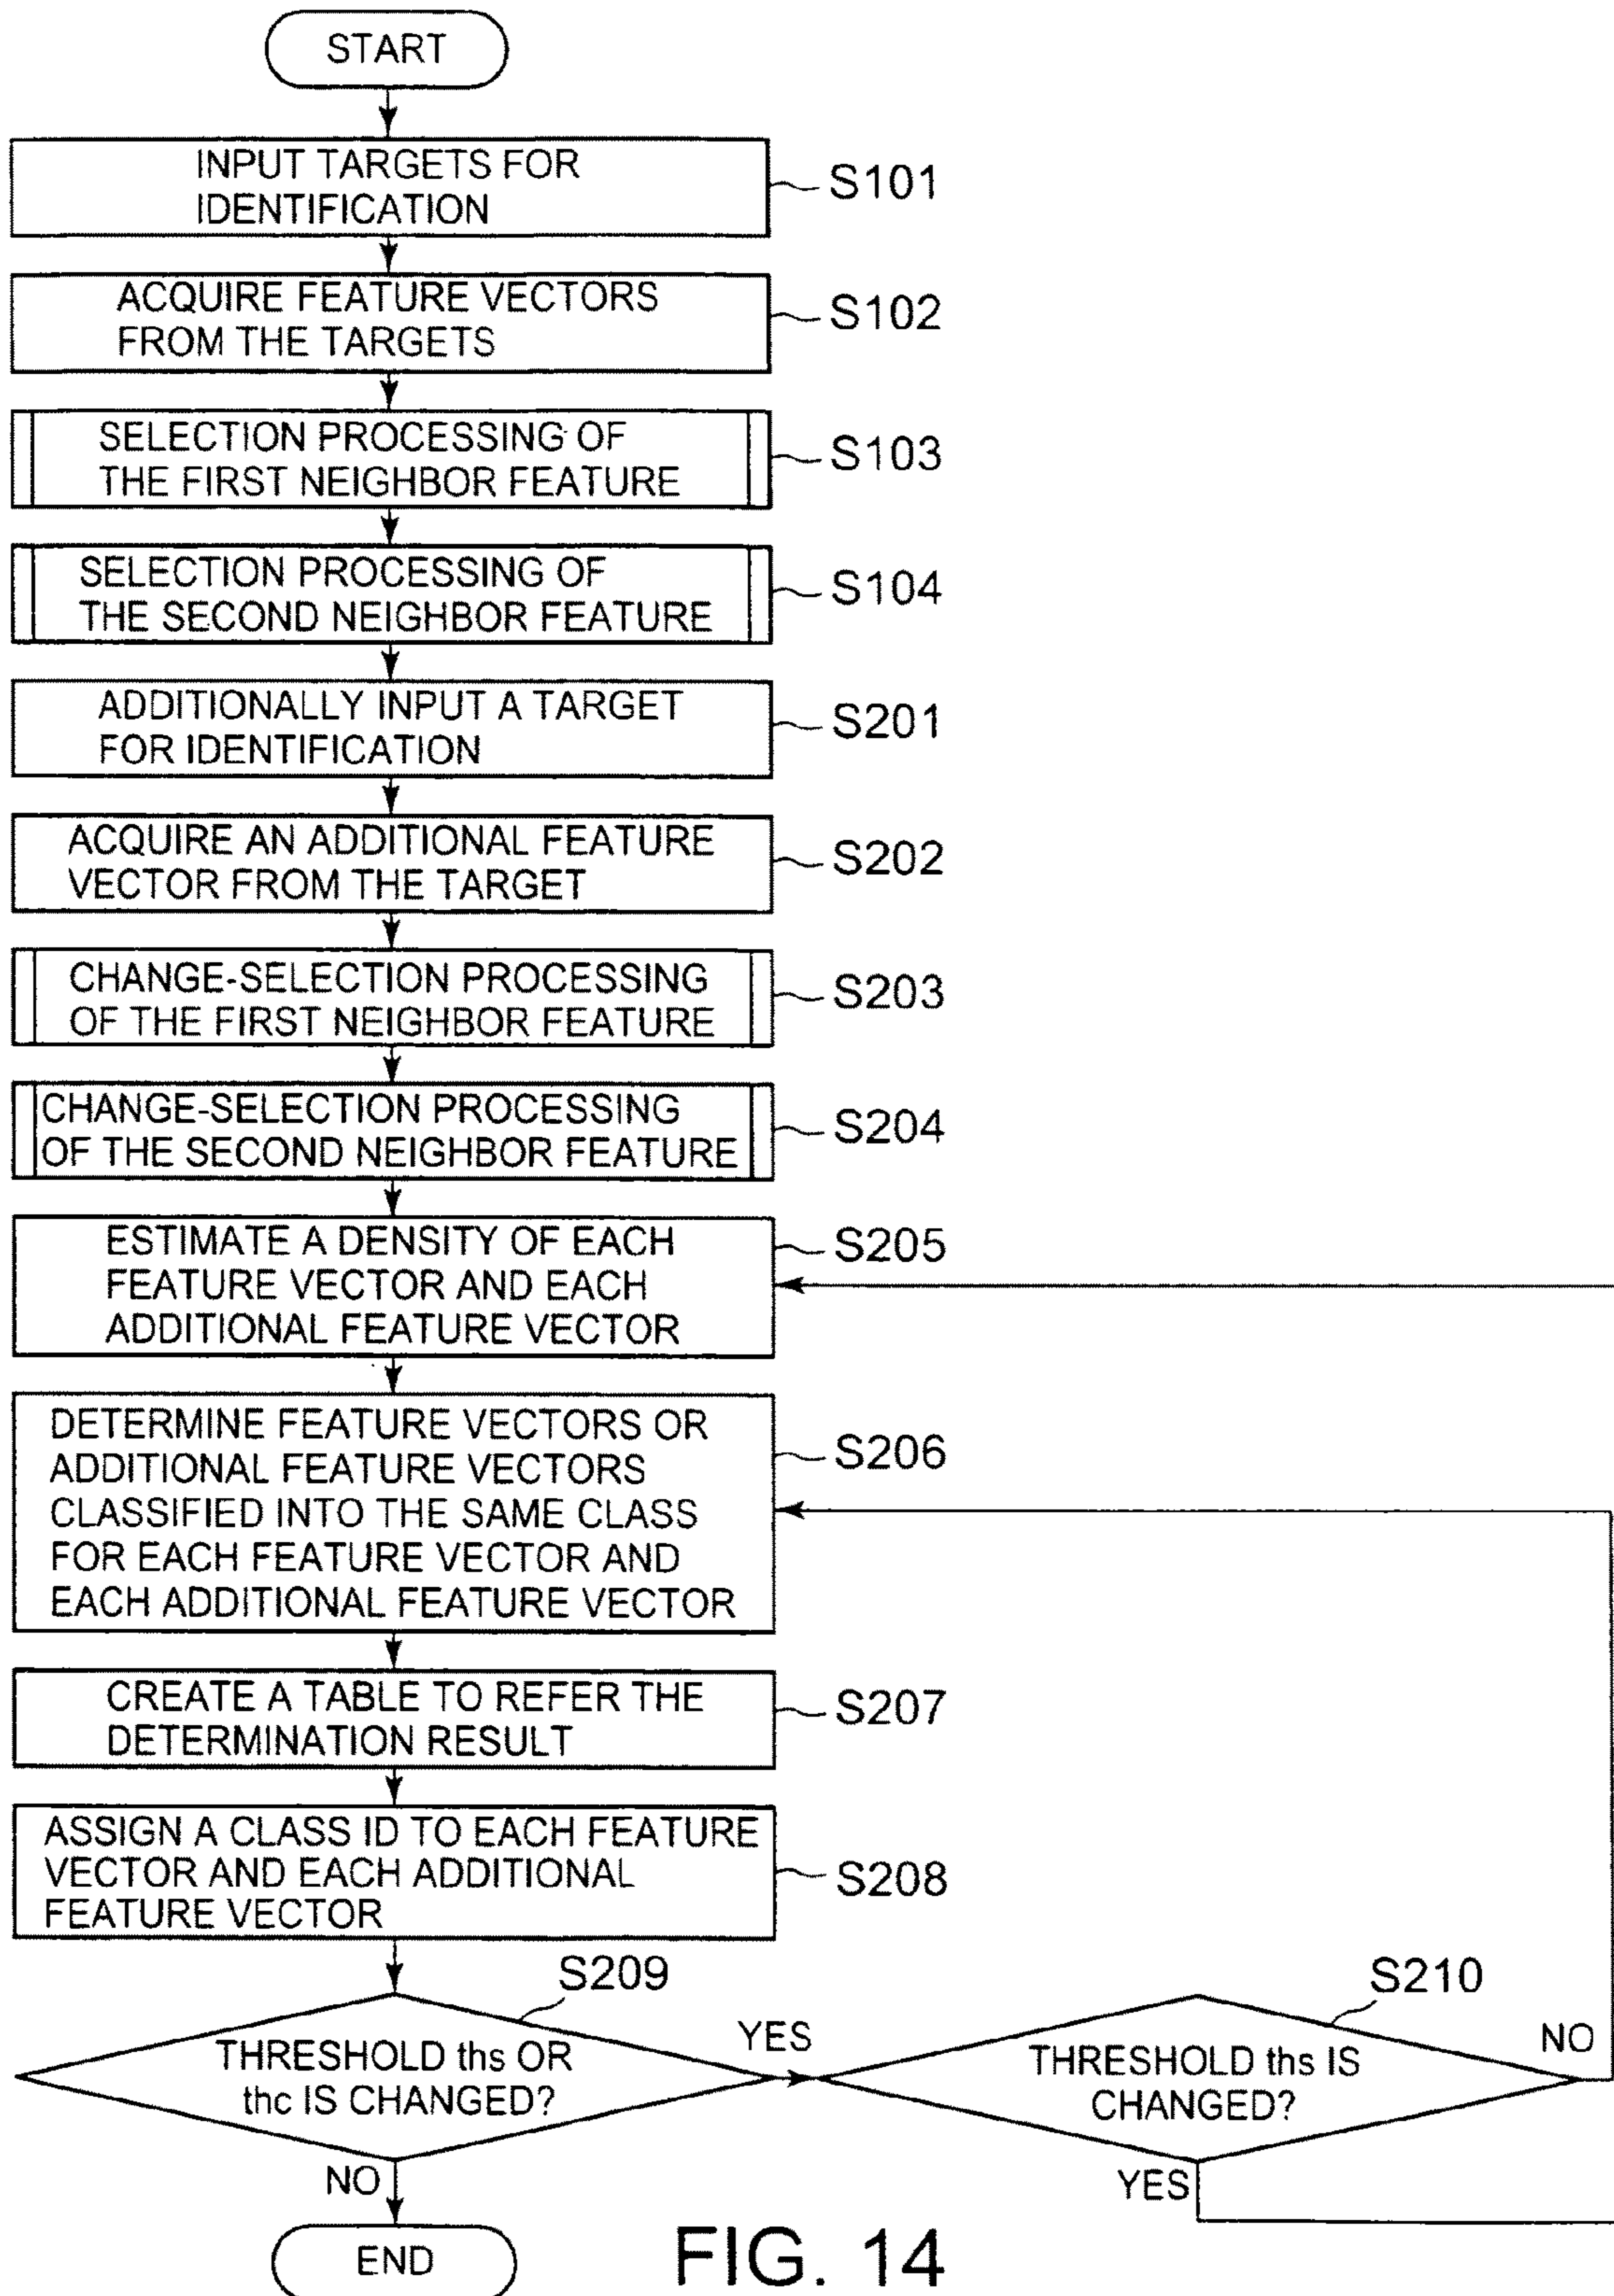 START
INPUT TARGETS FOR
IDENTIFICATION
S101
ACQUIRE FEATURE VECTORS
FROM THE TARGETS
S102
SELECTION PROCESSING OF
THE FIRST NEIGHBOR FEATURE
S103
SELECTION PROCESSING OF
THE SECOND NEIGHBOR FEATURE
S104
ADDITIONALLY INPUT A TARGET
FOR IDENTIFICATION
S201
ACQUIRE AN ADDITIONAL FEATURE
VECTOR FROM THE TARGET
S202
CHANGE-SELECTION PROCESSING
OF THE FIRST NEIGHBOR FEATURE
S203
CHANGE-SELECTION PROCESSING
OF THE SECOND NEIGHBOR FEATURE
S204
ESTIMATE A DENSITY OF EACH
FEATURE VECTOR AND EACH
ADDITIONAL FEATURE VECTOR
S205
DETERMINE FEATURE VECTORS OR
ADDITIONAL FEATURE VECTORS
CLASSIFIED INTO THE SAME CLASS
FOR EACH FEATURE VECTOR AND
EACH ADDITIONAL FEATURE VECTOR
S206
CREATE A TABLE TO REFER THE
DETERMINATION RESULT
S207
ASSIGN A CLASS ID TO EACH FEATURE
VECTOR AND EACH ADDITIONAL
FEATURE VECTOR
S208
S209
THRESHOLD ths OR
thc IS CHANGED?
YES
NO
S210
THRESHOLD ths IS
CHANGED?
NO
YES
END
FIG. 14